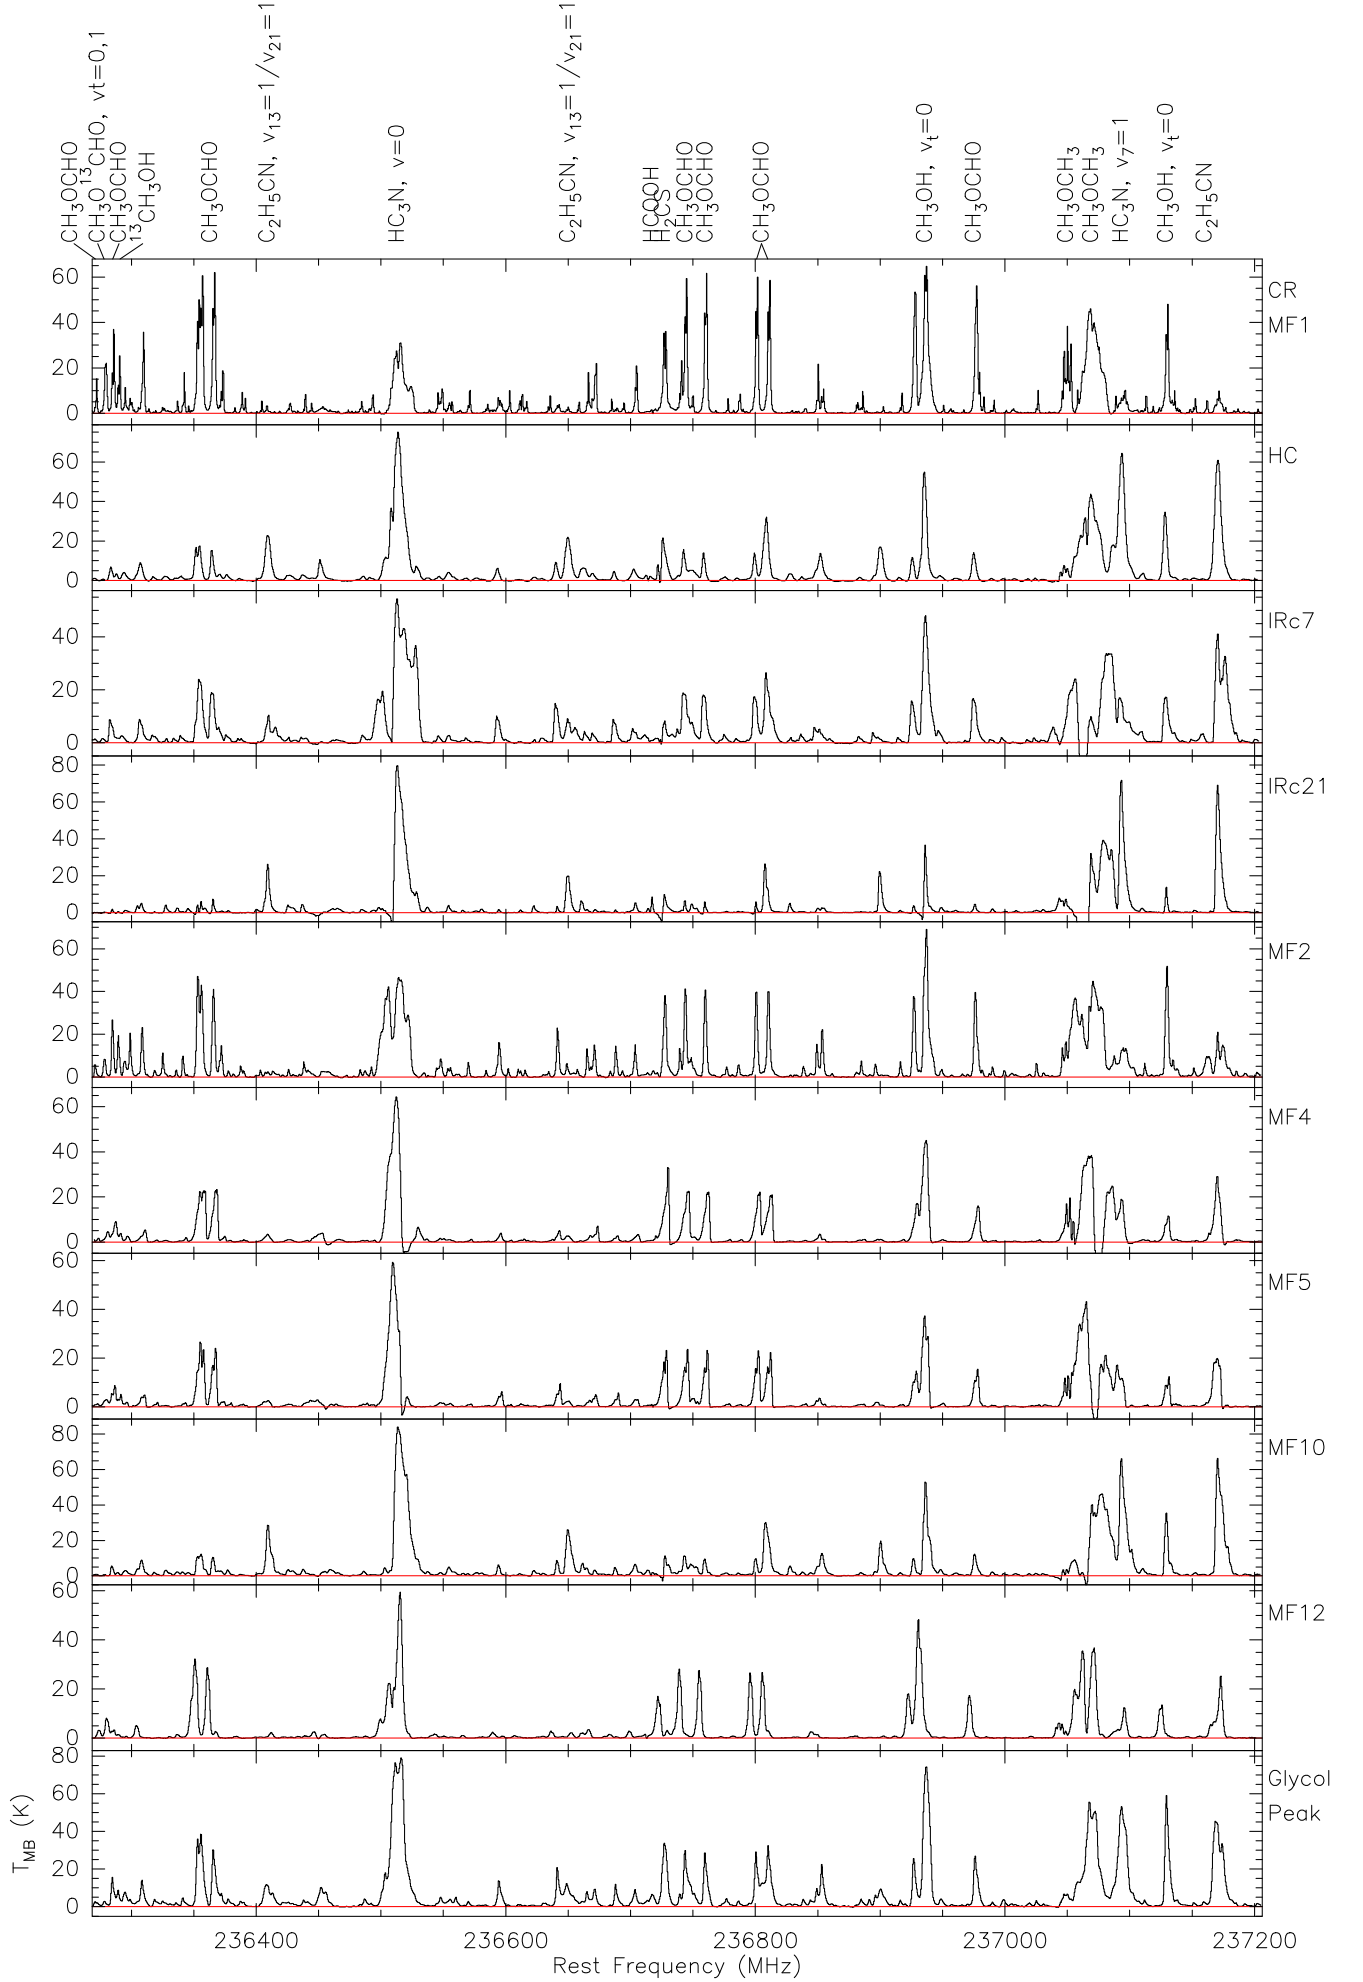 CH3OCHO
CH3O13CHO, vt=0,1
CH3OCHO
13CH3OH
CH3OCHO
C2H5CN, v13=1/v21=1
HC3N, v=0
C2H5CN, v13=1/v21=1
HCOOH
H2CS
CH3OCHO
CH3OCHO
CH3OCHO
CH3OH, vt=0
CH3OCHO
CH3OCH3
CH3OCH3
HC3N, v7=1
CH3OH, vt=0
C2H5CN
60
40
20
0
CR
MF1
60
40
20
0
HC
40
20
0
IRc7
80
60
40
20
0
IRc21
60
40
20
0
MF2
60
40
20
0
MF4
60
40
20
0
MF5
80
60
40
20
0
MF10
60
40
20
0
MF12
80
60
40
20
0
Glycol
Peak
TMB (K)
236400 236600 236800 237000 237200
Rest Frequency (MHz)